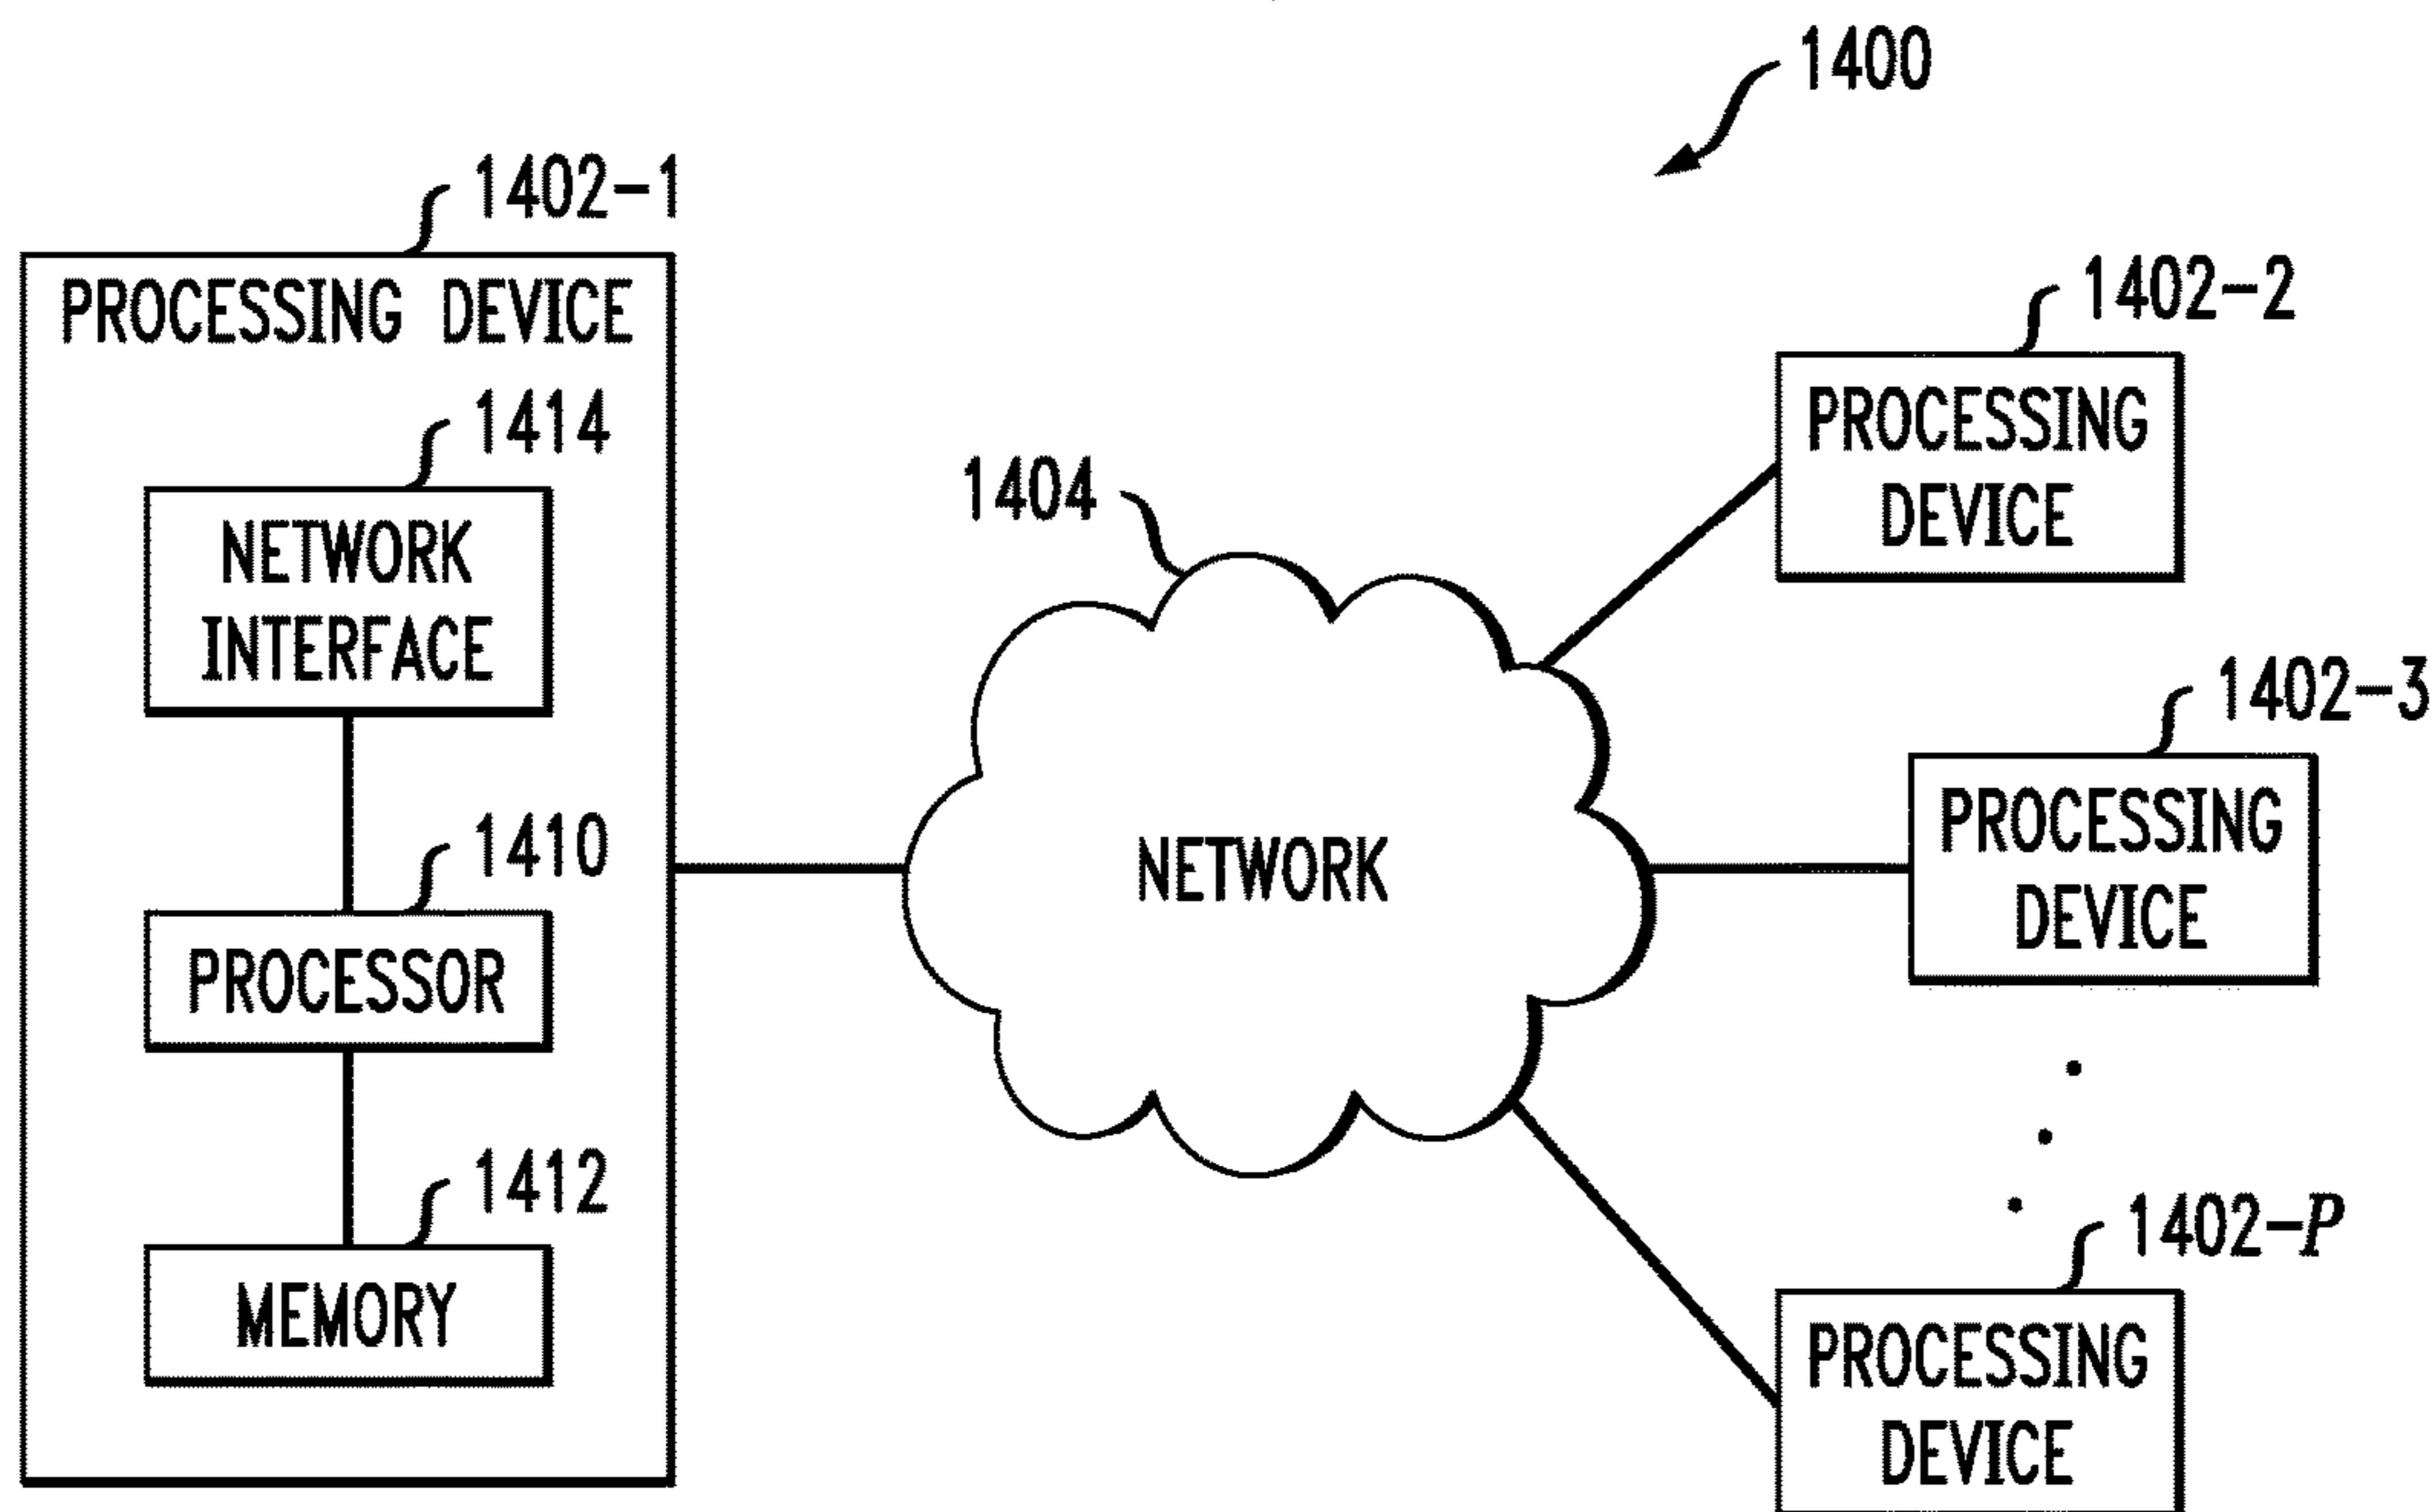 1400
1402-1
PROCESSING DEVICE
1414
NETWORK
INTERFACE
1410
PROCESSOR
1412
MEMORY
1404
NETWORK
1402-2
PROCESSING
DEVICE
1402-3
PROCESSING
DEVICE
1402-P
PROCESSING
DEVICE